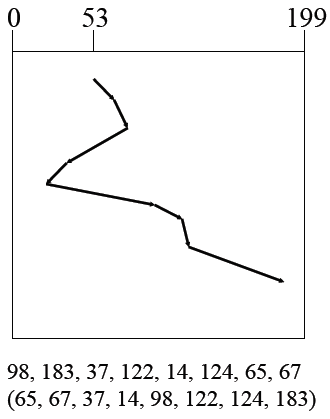 0 53 199
98, 183, 37, 122, 14, 124, 65, 67
(65, 67, 37, 14, 98, 122, 124, 183)